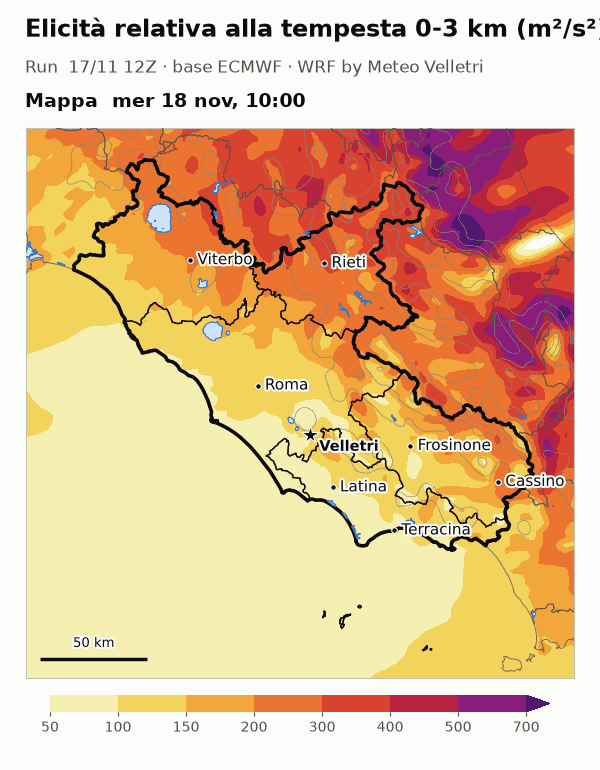 Elicità relativa alla tempesta 0-3 km (m²/s²)
Run 17/11 12Z · base ECMWF · WRF by Meteo Velletri
Mappa mer 18 nov, 10:00
Viterbo
Rieti
Roma
Velletri
Frosinone
Cassino
Latina
Terracina
50 km
50 100 150 200 300 400 500 700